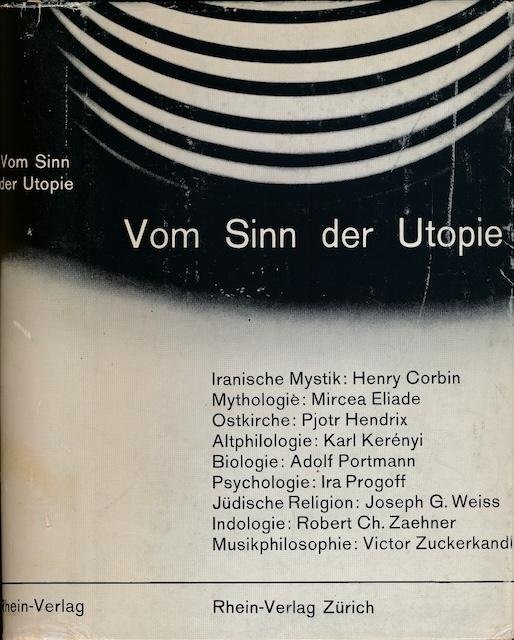 Vom Sinn
der Utopie
Vom Sinn der Utopie
Iranische Mystik: Henry Corbin
Mythologie: Mircea Eliade
Ostkirche: Pjotr Hendrix
Altphilologie: Karl Kerényi
Biologie: Adolf Portmann
Psychologie: Ira Progoff
Jüdische Religion: Joseph G. Weiss
Indologie: Robert Ch. Zaehner
Musikphilosophie: Victor Zuckerkandl
Rhein-Verlag
Rhein-Verlag Zürich